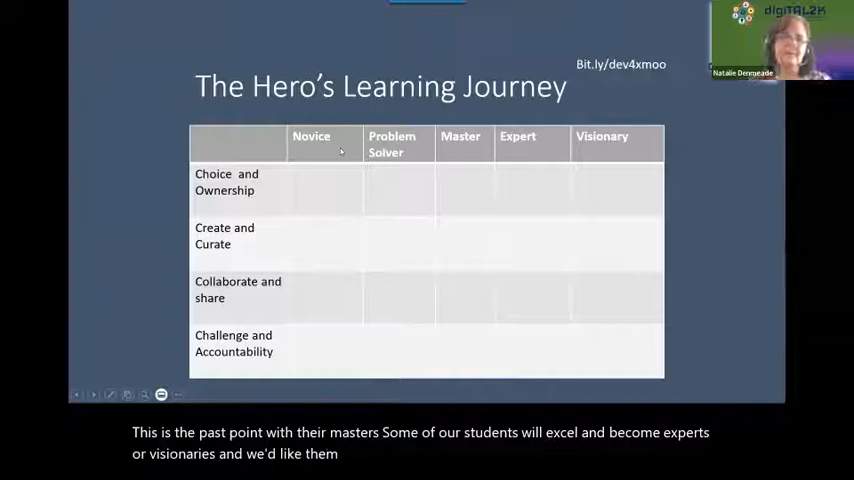 digiTAL2K
Natalie Denmeade
Bit.ly/dev4xmoo
The Hero's Learning Journey
Novice
Problem
Solver
Master
Expert
Visionary
Choice and
Ownership
Create and
Curate
Collaborate and
share
Challenge and
Accountability
This is the past point with their masters Some of our students will excel and become experts
or visionaries and we'd like them